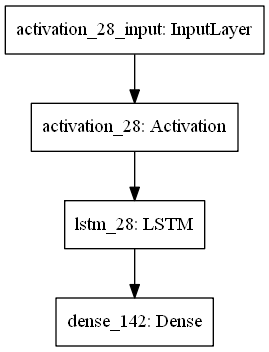 activation_28_input: InputLayer
activation_28: Activation
lstm_28: LSTM
dense_142: Dense